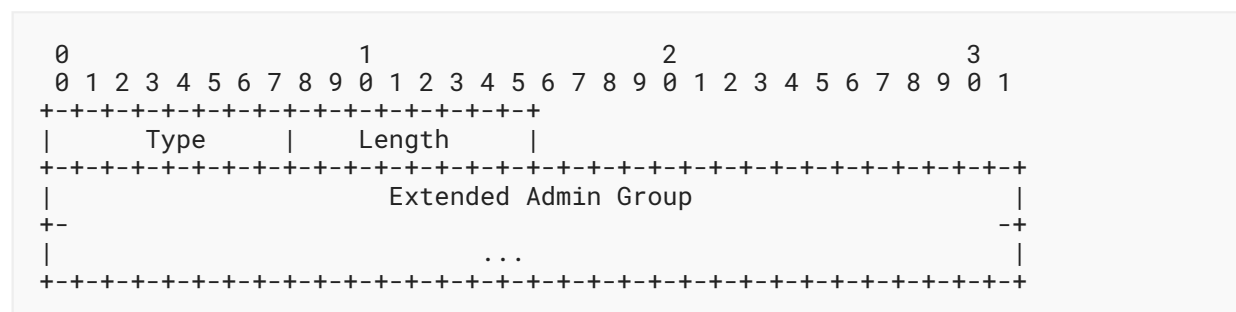 0                   1                   2                   3
 0 1 2 3 4 5 6 7 8 9 0 1 2 3 4 5 6 7 8 9 0 1 2 3 4 5 6 7 8 9 0 1
+-+-+-+-+-+-+-+-+-+-+-+-+-+-+-+-+
|      Type     |    Length     |
+-+-+-+-+-+-+-+-+-+-+-+-+-+-+-+-+-+-+-+-+-+-+-+-+-+-+-+-+-+-+-+-+
|                      Extended Admin Group                     |
+-                                                             -+
|                            ...                                |
+-+-+-+-+-+-+-+-+-+-+-+-+-+-+-+-+-+-+-+-+-+-+-+-+-+-+-+-+-+-+-+-+